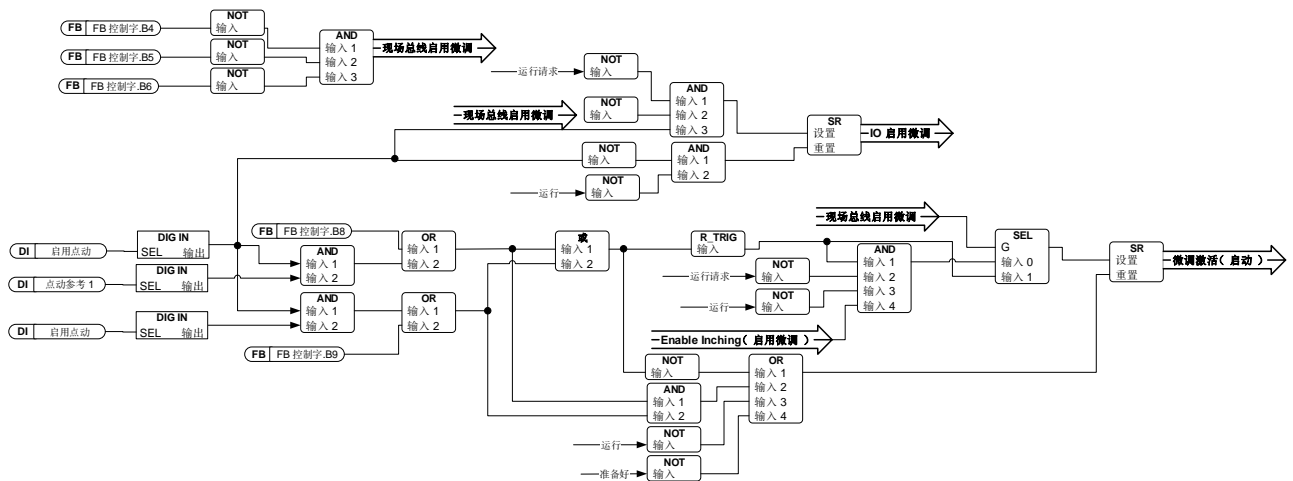 FB FB 控制字.B4
NOT
输入
FB FB 控制字.B5
NOT
输入
FB FB 控制字.B6
NOT
输入
AND
输入 1
输入 2
输入 3
现场总线启用微调
运行请求
NOT
输入
现场总线启用微调
NOT
输入
AND
输入 1
输入 2
输入 3
NOT
输入
运行
NOT
输入
AND
输入 1
输入 2
SR
设置
重置
IO 启用微调
DI 启用点动
DIG IN
SEL 输出
DI 点动参考 1
DIG IN
SEL 输出
DI 启用点动
DIG IN
SEL 输出
AND
输入 1
输入 2
AND
输入 1
输入 2
FB FB 控制字.B8
OR
输入 1
输入 2
OR
输入 1
输入 2
FB FB 控制字.B9
或
输入 1
输入 2
R_TRIG
输入
运行请求
NOT
输入
运行
NOT
输入
Enable Inching（ 启用微调 ）
AND
输入 1
输入 2
输入 3
输入 4
现场总线启用微调
SEL
G
输入 0
输入 1
SR
设置
重置
微调激活（ 启动 ）
NOT
输入
AND
输入 1
输入 2
运行
NOT
输入
准备好
NOT
输入
OR
输入 1
输入 2
输入 3
输入 4